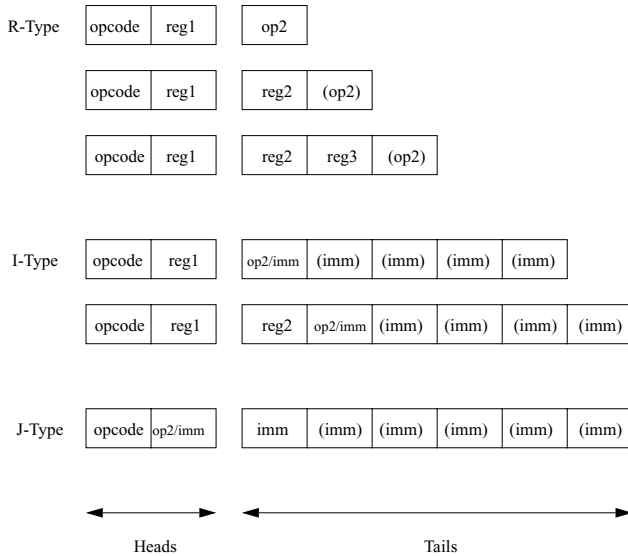 R-Type opcode reg1 op2
opcode reg1 reg2 (op2)
opcode reg1 reg2 reg3 (op2)
I-Type opcode reg1 op2/imm (imm) (imm) (imm) (imm)
opcode reg1 reg2 op2/imm (imm) (imm) (imm) (imm)
J-Type opcode op2/imm imm (imm) (imm) (imm) (imm) (imm)
Heads Tails